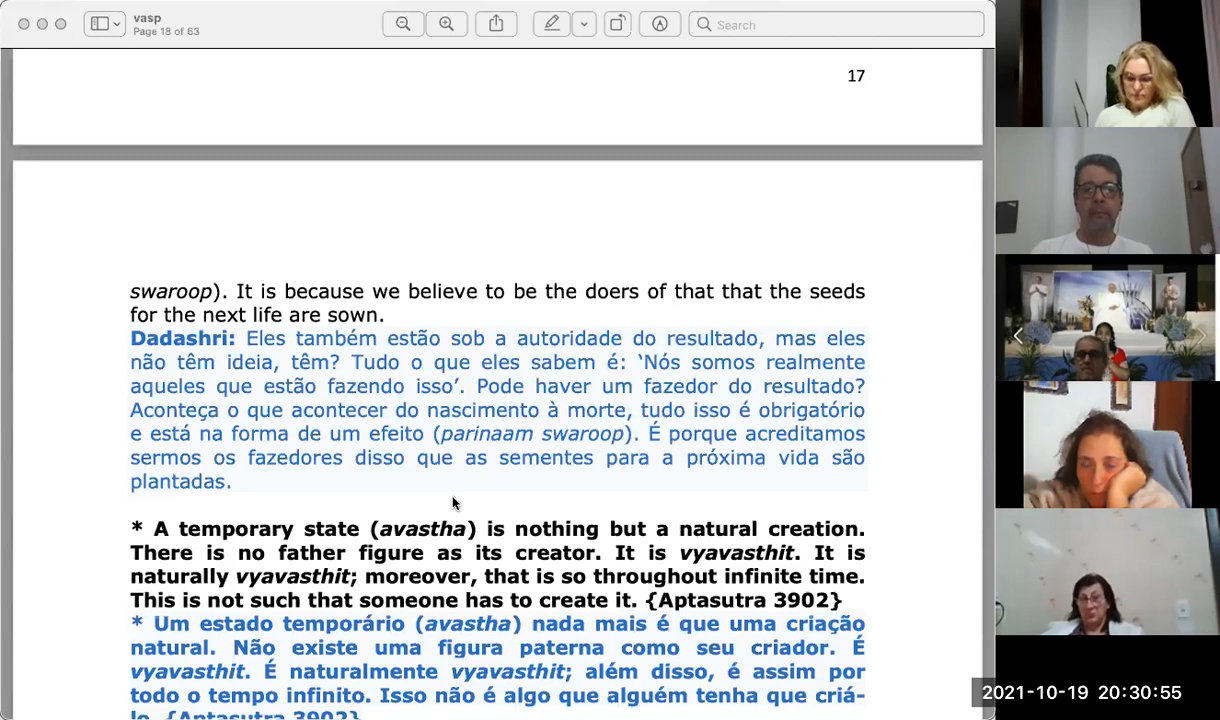 vasp
Page 18 of 63
Search
17
swaroop). It is because we believe to be the doers of that that the seeds
for the next life are sown.
Dadashri: Eles também estão sob a autoridade do resultado, mas eles
não têm ideia, têm? Tudo o que eles sabem é: ‘Nós somos realmente
aqueles que estão fazendo isso’. Pode haver um fazedor do resultado?
Aconteça o que acontecer do nascimento à morte, tudo isso é obrigatório
e está na forma de um efeito (parinaam swaroop). É porque acreditamos
sermos os fazedores disso que as sementes para a próxima vida são
plantadas.
* A temporary state (avastha) is nothing but a natural creation.
There is no father figure as its creator. It is vyavasthit. It is
naturally vyavasthit; moreover, that is so throughout infinite time.
This is not such that someone has to create it. {Aptasutra 3902}
* Um estado temporário (avastha) nada mais é que uma criação
natural. Não existe uma figura paterna como seu criador. É
vyavasthit. É naturalmente vyavasthit; além disso, é assim por
todo o tempo infinito. Isso não é algo que alguém tenha que criá-
lo. {Aptasutra 3902}
2021-10-19 20:30:55